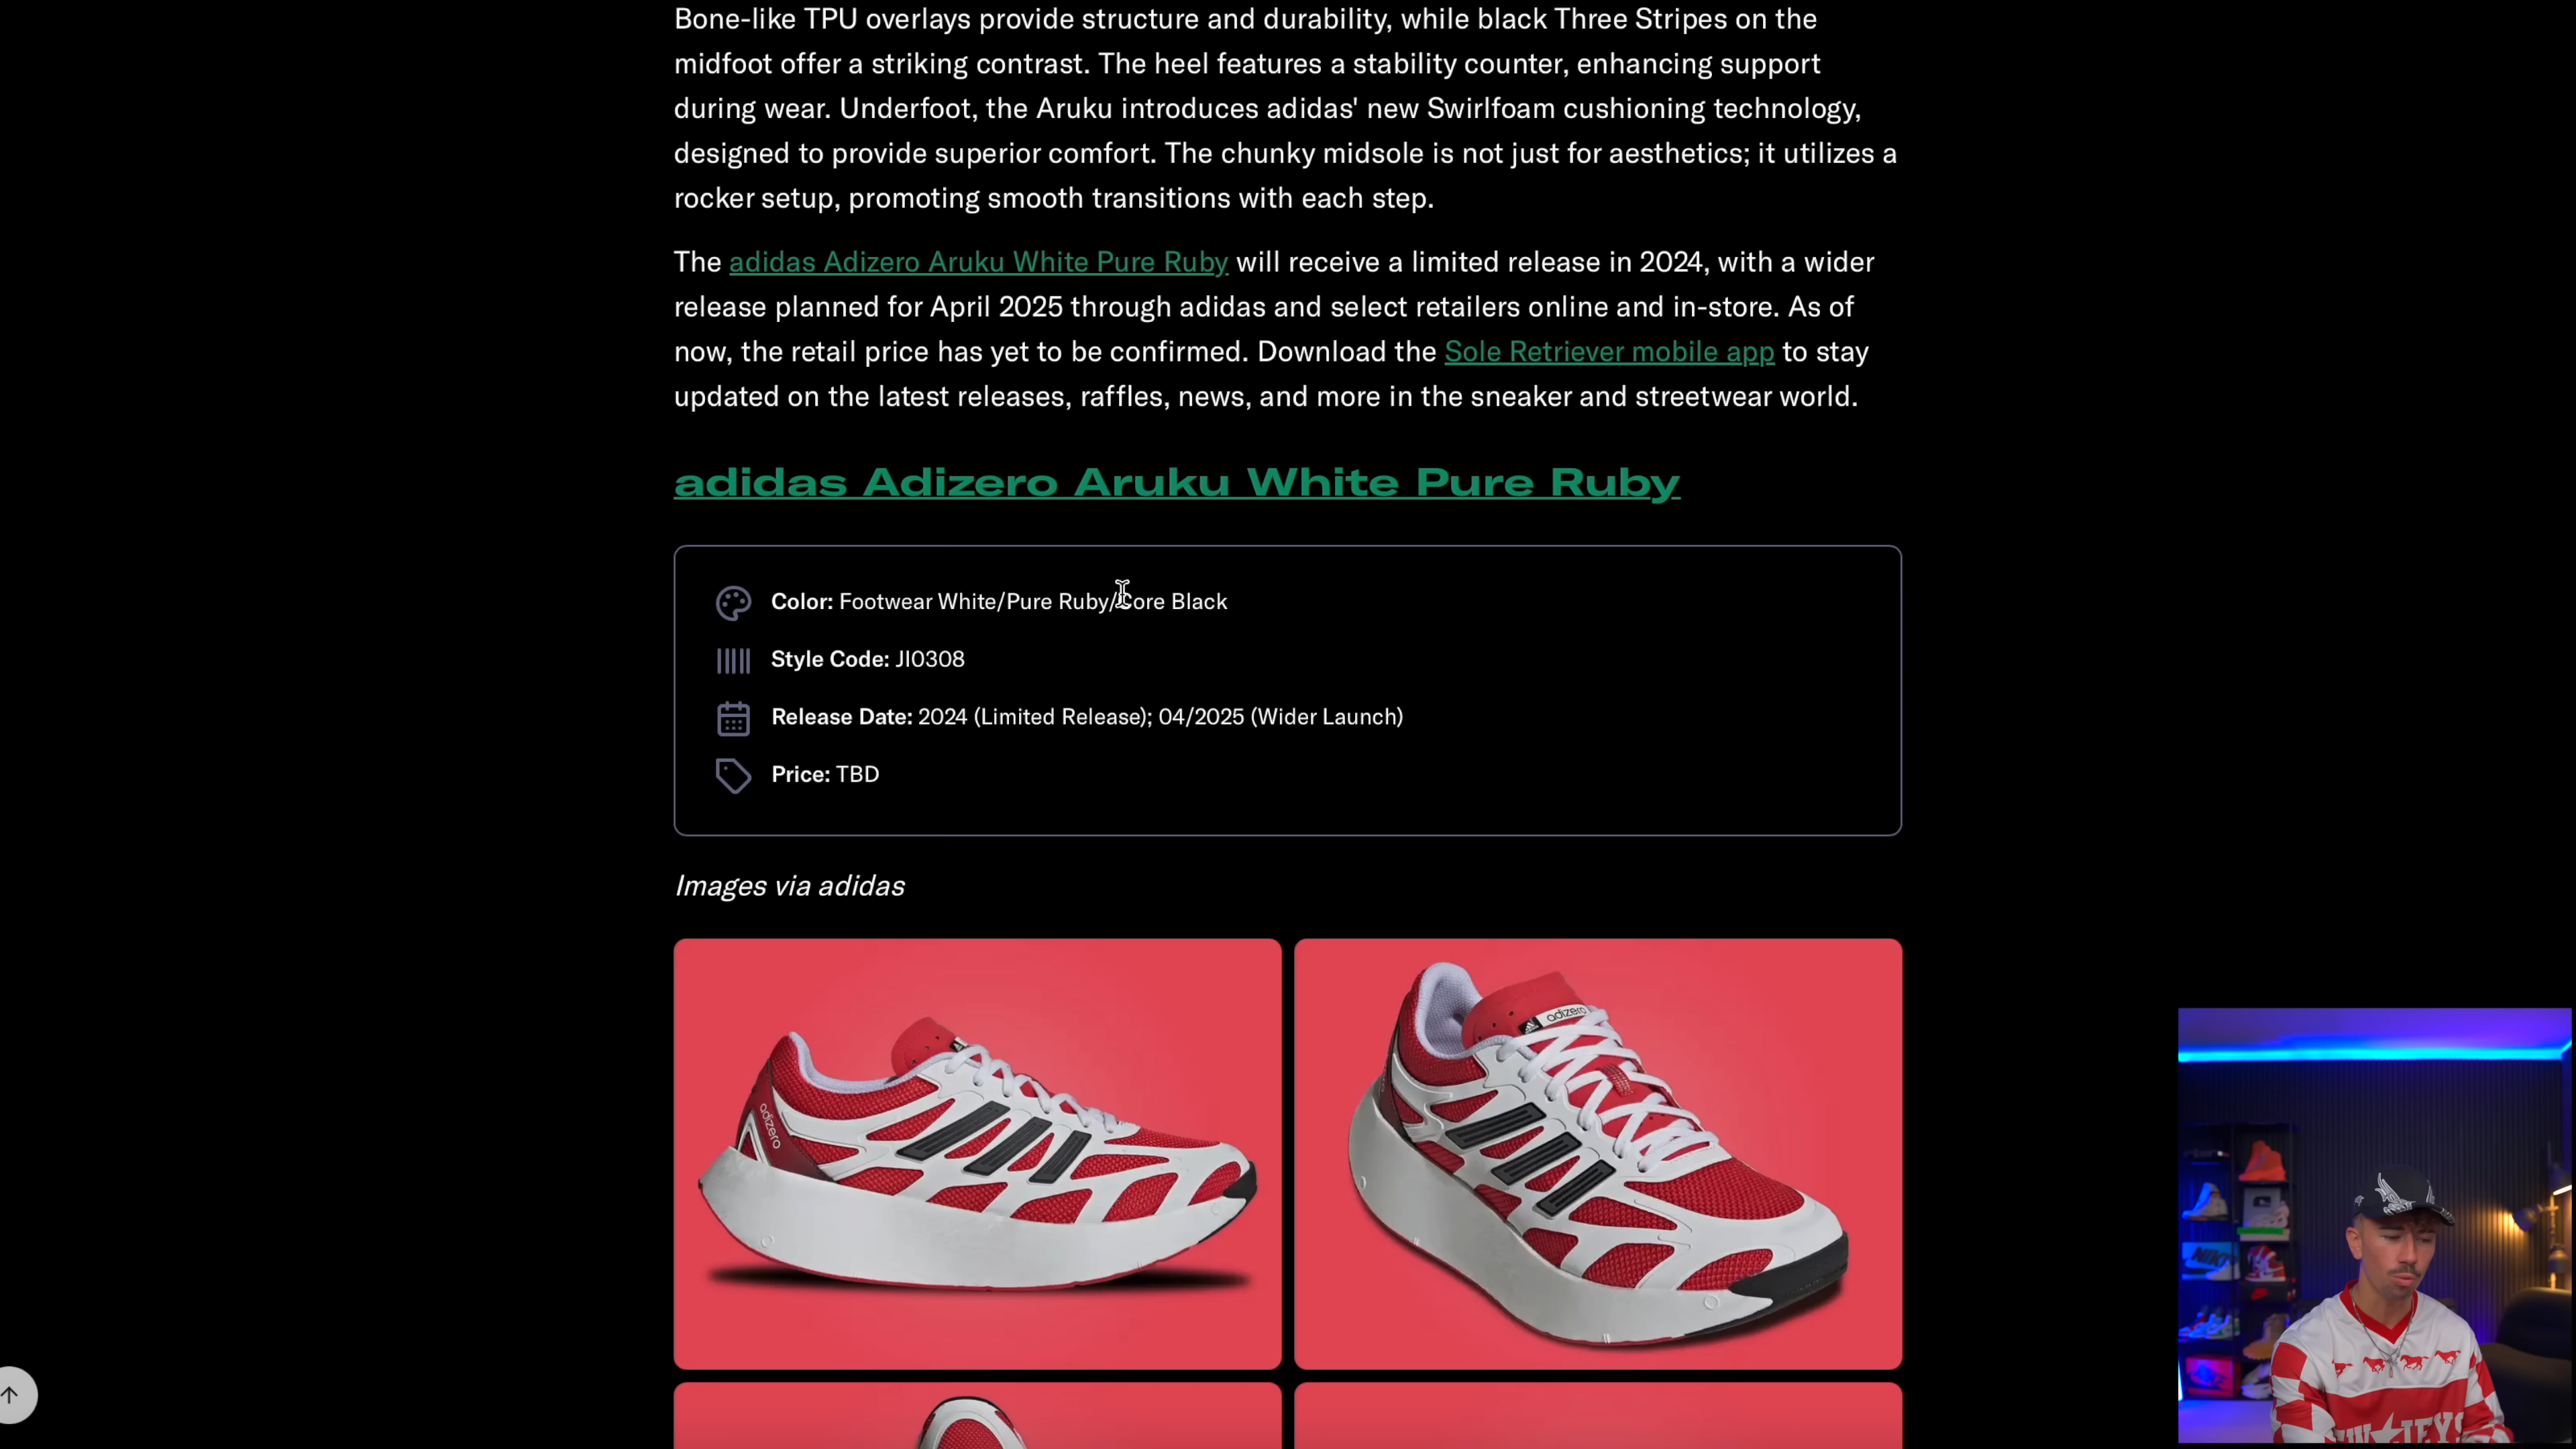 Bone-like TPU overlays provide structure and durability, while black Three Stripes on the
midfoot offer a striking contrast. The heel features a stability counter, enhancing support
during wear. Underfoot, the Aruku introduces adidas' new Swirlfoam cushioning technology,
designed to provide superior comfort. The chunky midsole is not just for aesthetics; it utilizes a
rocker setup, promoting smooth transitions with each step.
The adidas Adizero Aruku White Pure Ruby will receive a limited release in 2024, with a wider
release planned for April 2025 through adidas and select retailers online and in-store. As of
now, the retail price has yet to be confirmed. Download the Sole Retriever mobile app to stay
updated on the latest releases, raffles, news, and more in the sneaker and streetwear world.
adidas Adizero Aruku White Pure Ruby
Color: Footwear White/Pure Ruby/Core Black
Style Code: JI0308
Release Date: 2024 (Limited Release); 04/2025 (Wider Launch)
Price: TBD
Images via adidas
adizero
adizero
NIKE